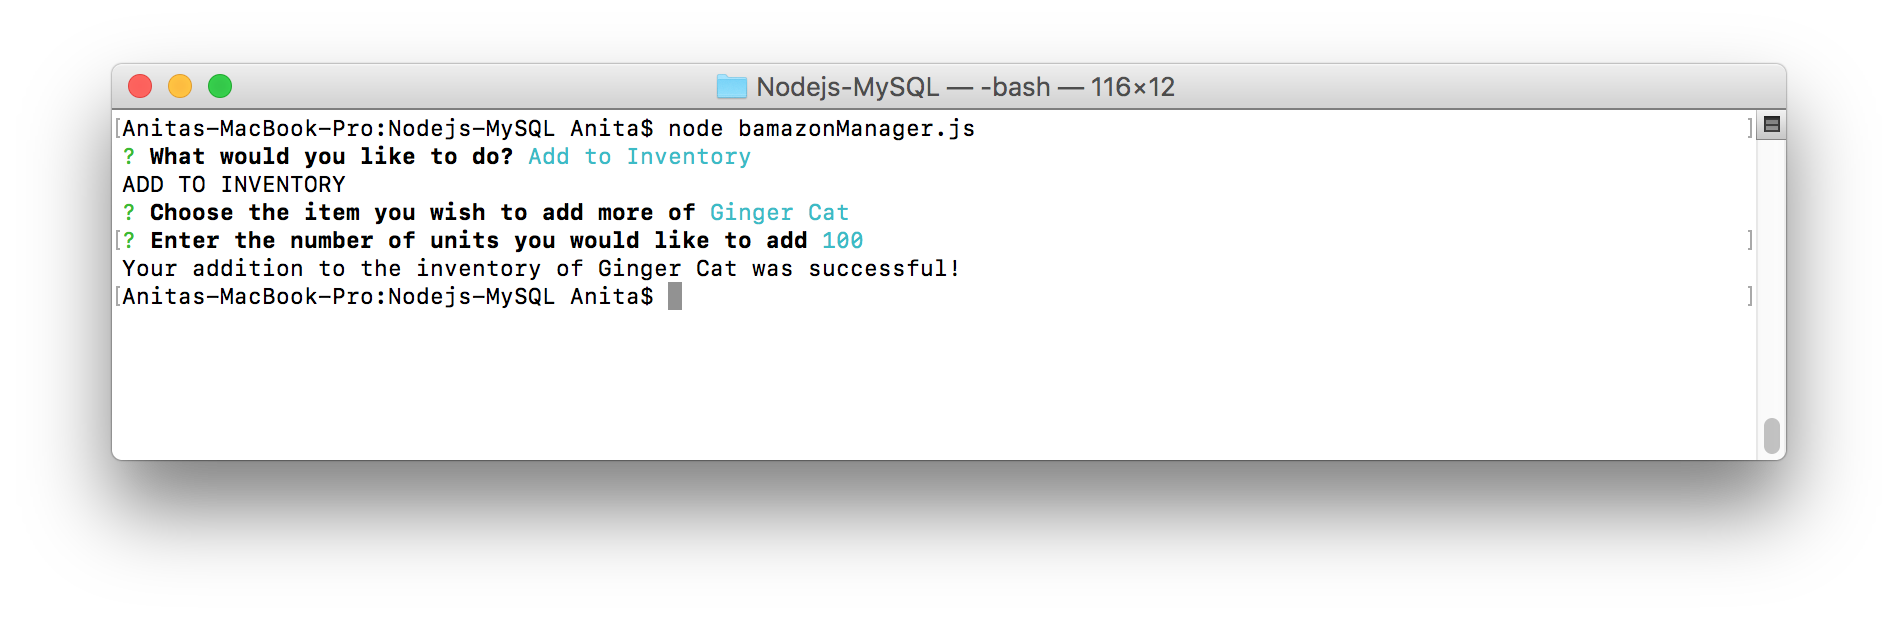 Nodejs-MySQL — -bash — 116×12
[Anitas-MacBook-Pro:Nodejs-MySQL Anita$ node bamazonManager.js ]
? What would you like to do? Add to Inventory
ADD TO INVENTORY
? Choose the item you wish to add more of Ginger Cat
[? Enter the number of units you would like to add 100 ]
Your addition to the inventory of Ginger Cat was successful!
[Anitas-MacBook-Pro:Nodejs-MySQL Anita$ ]